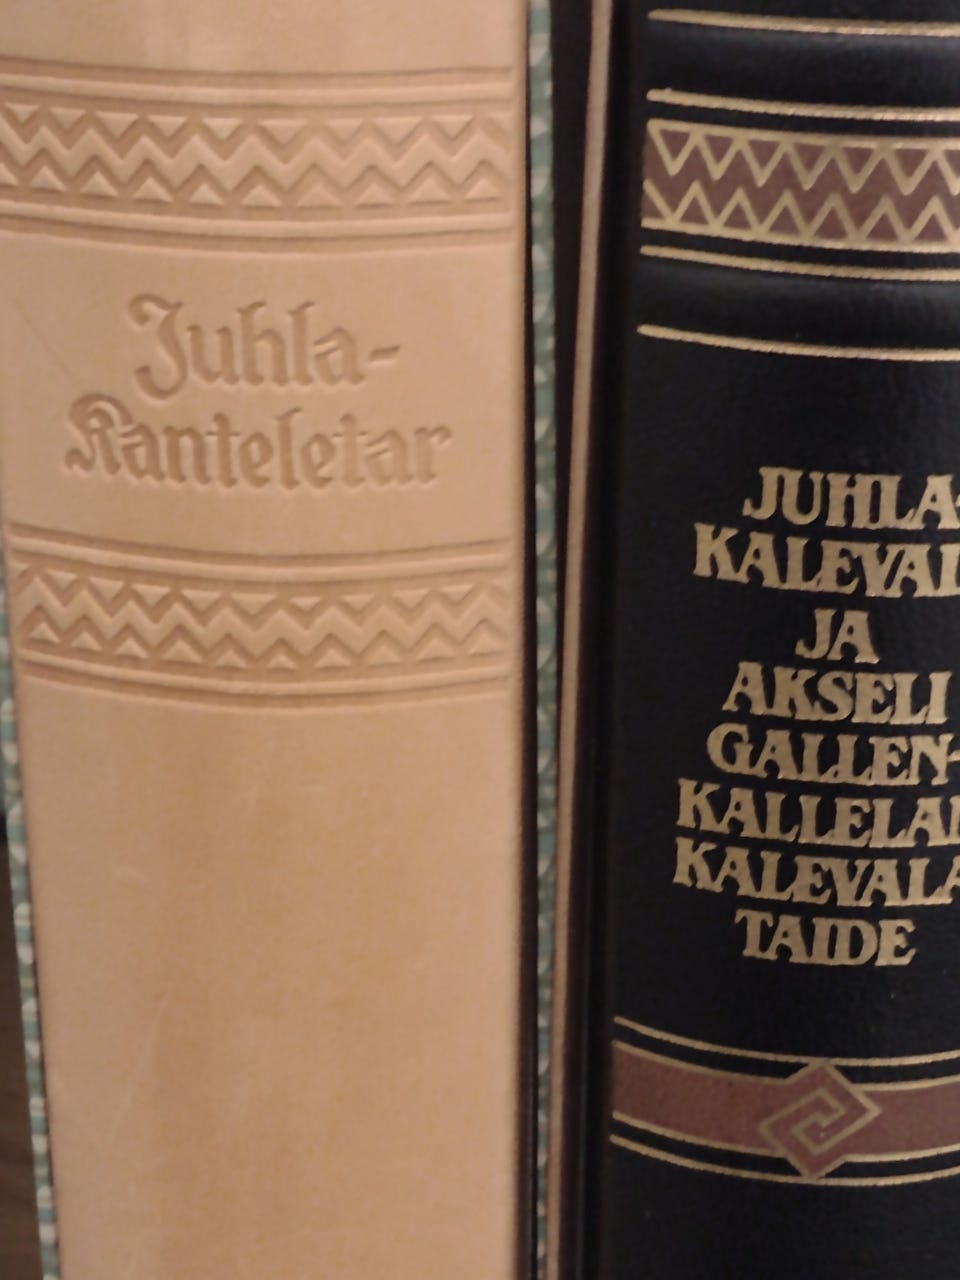 Juhla-
Kanteletar
JUHLA-
KALEVAL
JA
AKSELI
GALLEN-
KALLELAN
KALEVALA
TAIDE